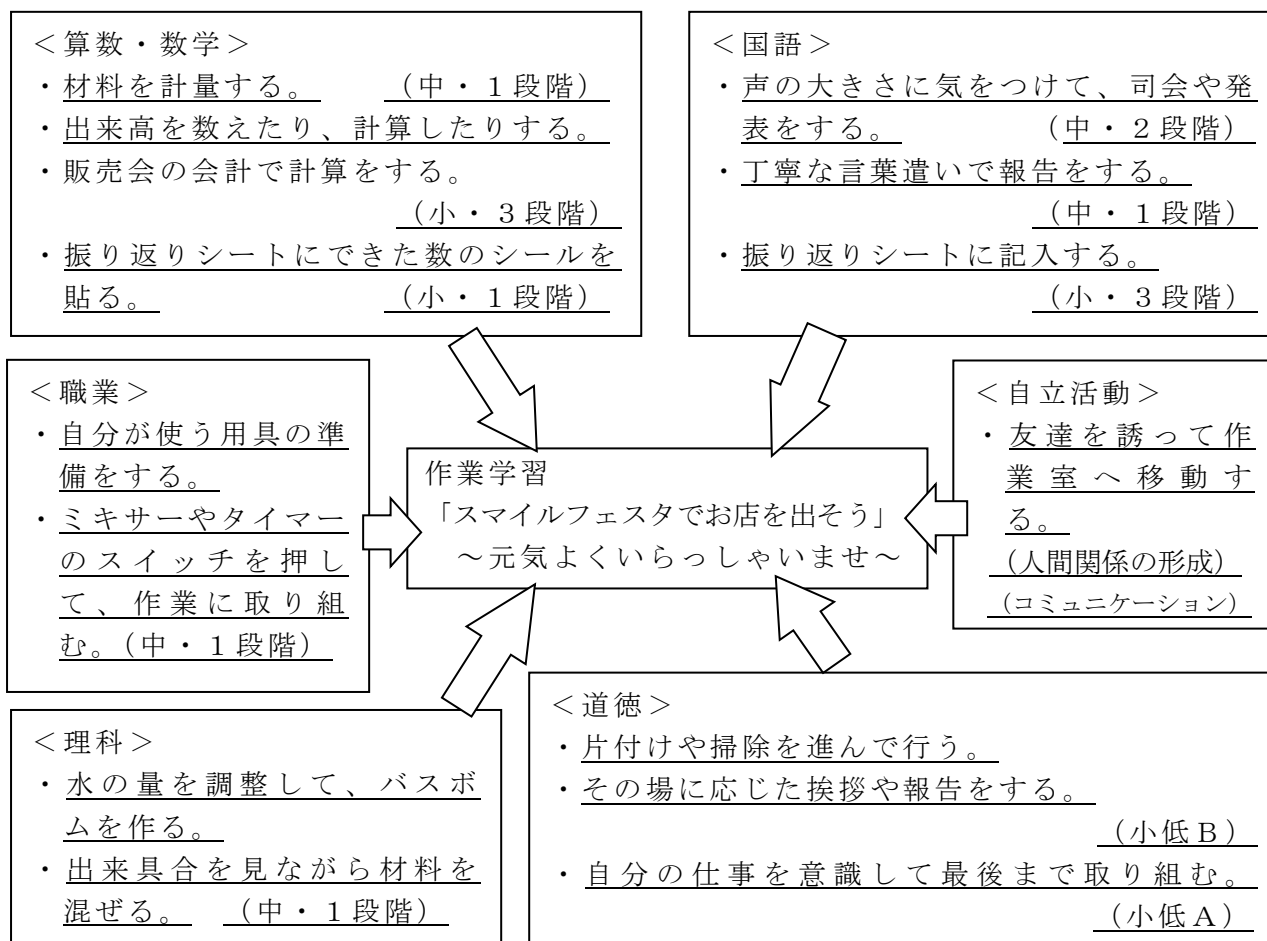 ＜算数・数学＞
・材料を計量する。　（中・１段階）
・出来高を数えたり、計算したりする。
・販売会の会計で計算をする。
（小・３段階）
・振り返りシートにできた数のシールを
貼る。　（小・１段階）
＜国語＞
・声の大きさに気をつけて、司会や発
表をする。　（中・２段階）
・丁寧な言葉遣いで報告をする。
（中・１段階）
・振り返りシートに記入する。
（小・３段階）
＜職業＞
・自分が使う用具の準
備をする。
・ミキサーやタイマー
のスイッチを押し
て、作業に取り組
む。（中・１段階）
作業学習
「スマイルフェスタでお店を出そう」
～元気よくいらっしゃいませ～
＜自立活動＞
・友達を誘って作
業室へ移動す
る。
（人間関係の形成）
（コミュニケーション）
＜理科＞
・水の量を調整して、バスボ
ムを作る。
・出来具合を見ながら材料を
混ぜる。　（中・１段階）
＜道徳＞
・片付けや掃除を進んで行う。
・その場に応じた挨拶や報告をする。
（小低Ｂ）
・自分の仕事を意識して最後まで取り組む。
（小低Ａ）